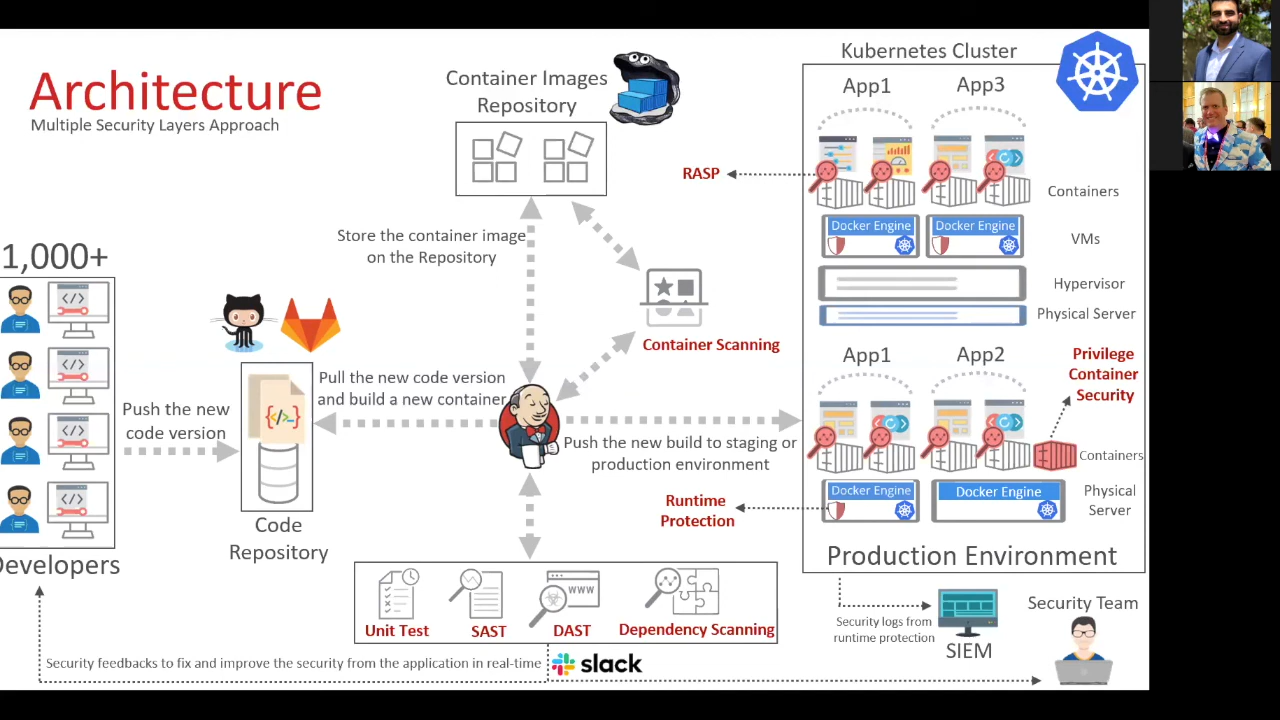 Architecture
Multiple Security Layers Approach
Container Images
Repository
Kubernetes Cluster
App1
App3
RASP
Containers
Docker Engine
Docker Engine
VMs
Hypervisor
Physical Server
Store the container image
on the Repository
Container Scanning
1,000+
</>
</>
</>
</>
Developers
Push the new
code version
{</>}
Code
Repository
Pull the new code version
and build a new container
Push the new build to staging or
production environment
App1
App2
Privilege
Container
Security
Containers
Docker Engine
Docker Engine
Physical
Server
Runtime
Protection
Production Environment
WWW
Unit Test
SAST
DAST
Dependency Scanning
Security logs from
runtime protection
SIEM
Security Team
Security feedbacks to fix and improve the security from the application in real-time
slack